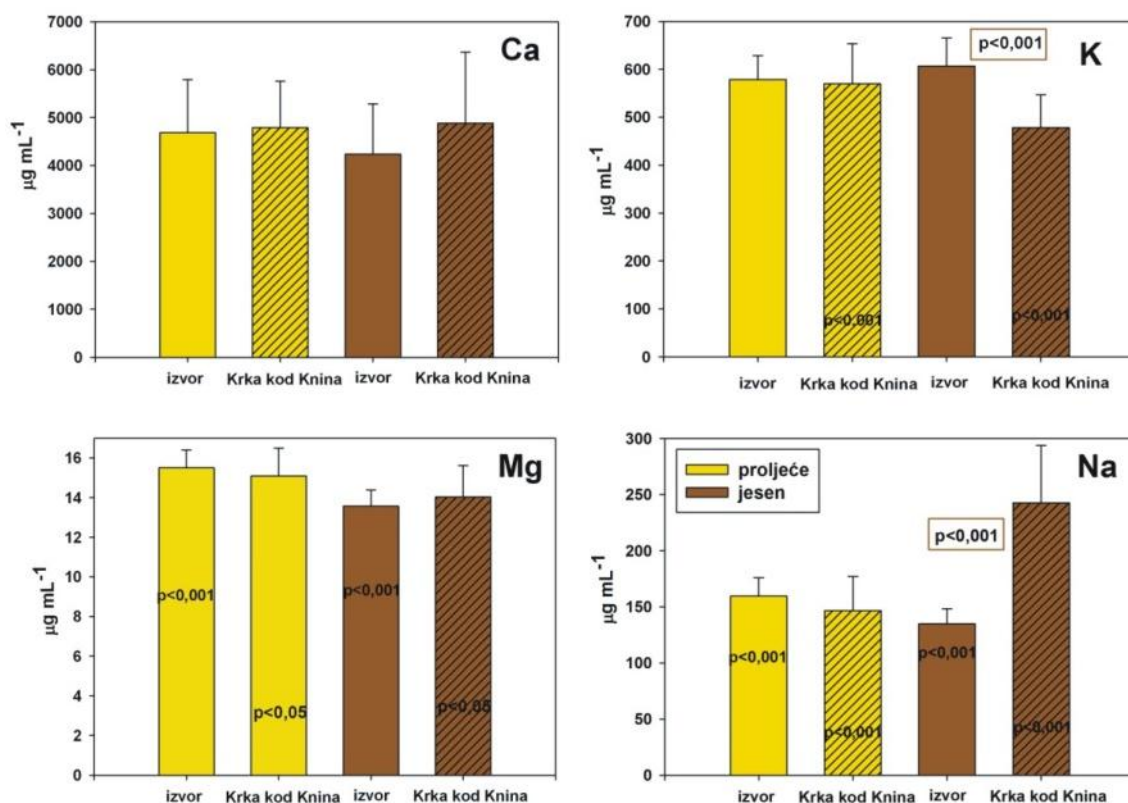 Ca
7000
6000
5000
4000
3000
2000
1000
0
µg mL⁻¹
izvor
Krka kod Knina
izvor
Krka kod Knina
K
p<0,001
700
600
500
400
300
200
100
0
µg mL⁻¹
p<0,001
p<0,001
izvor
Krka kod Knina
izvor
Krka kod Knina
Mg
16
14
12
10
8
6
4
2
0
µg mL⁻¹
p<0,001
p<0,001
p<0,05
p<0,05
izvor
Krka kod Knina
izvor
Krka kod Knina
Na
300
250
200
150
100
50
0
µg mL⁻¹
proljeće
jesen
p<0,001
p<0,001
p<0,001
p<0,001
p<0,001
izvor
Krka kod Knina
izvor
Krka kod Knina